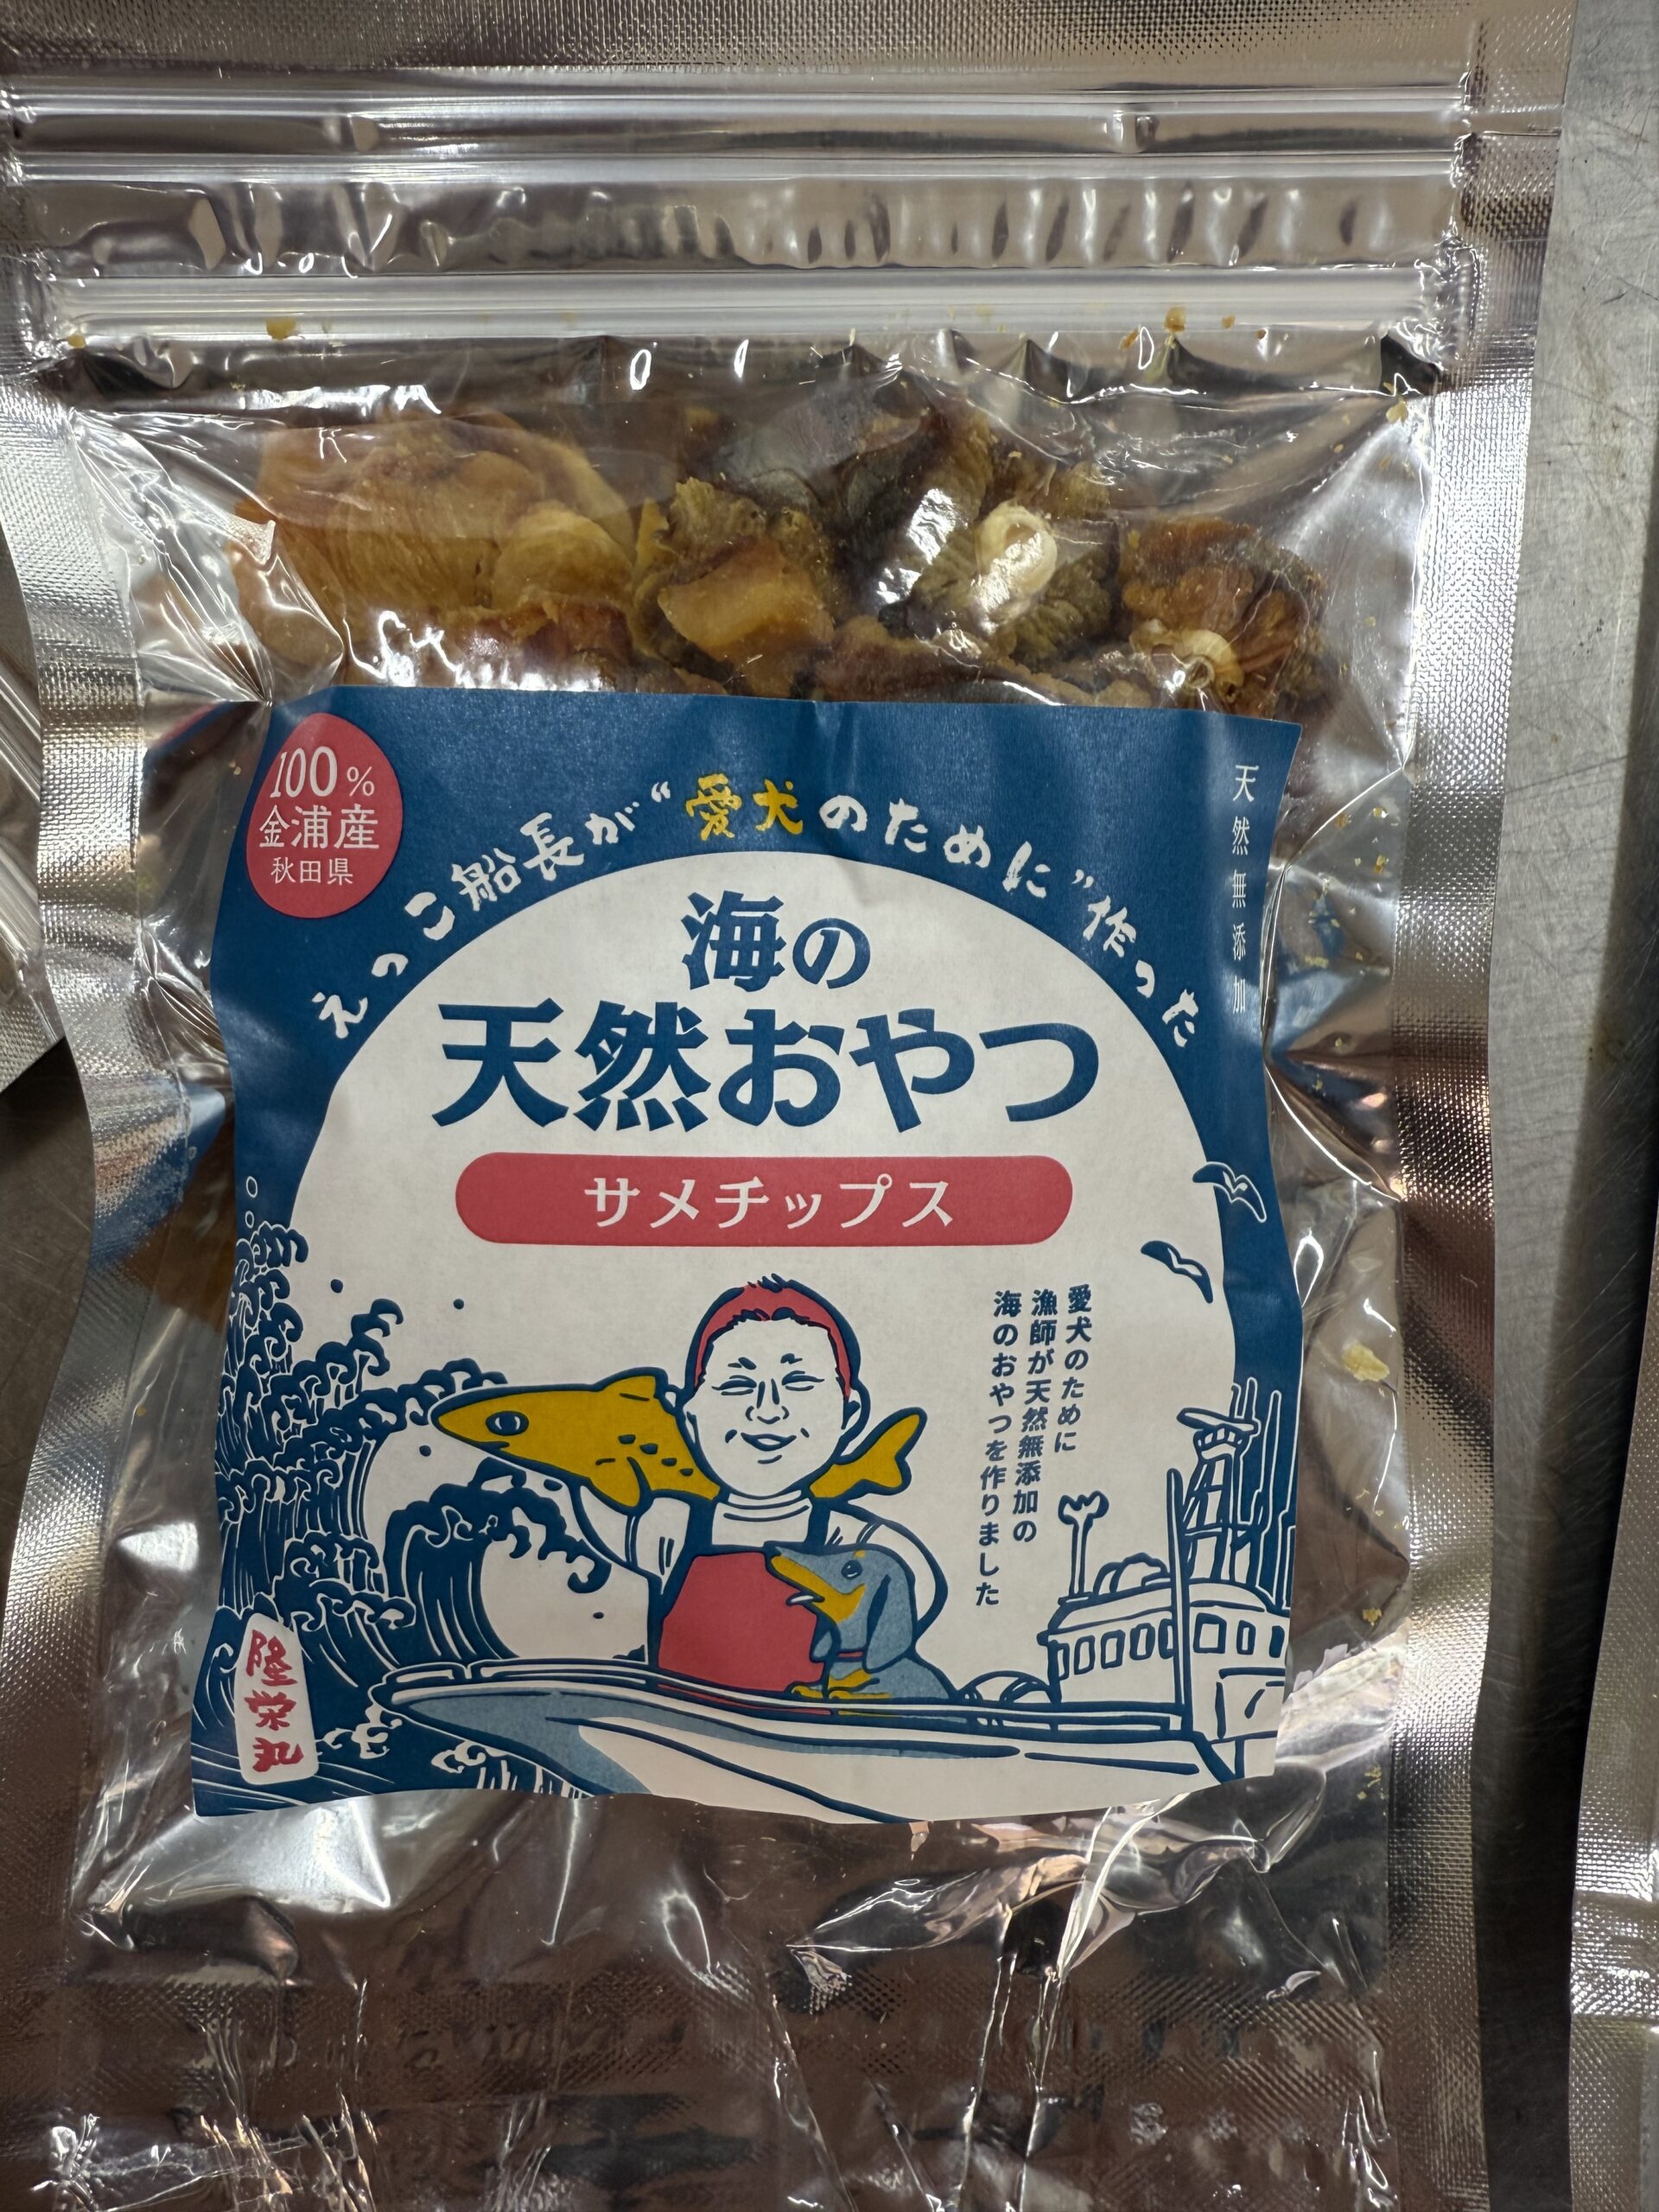 100%
金浦産
秋田県
えっこ船長が“愛犬のために”作った
天然無添加
海の
天然おやつ
サメチップス
愛犬のために
漁師が天然無添加の
海のおやつを作りました
隆栄丸